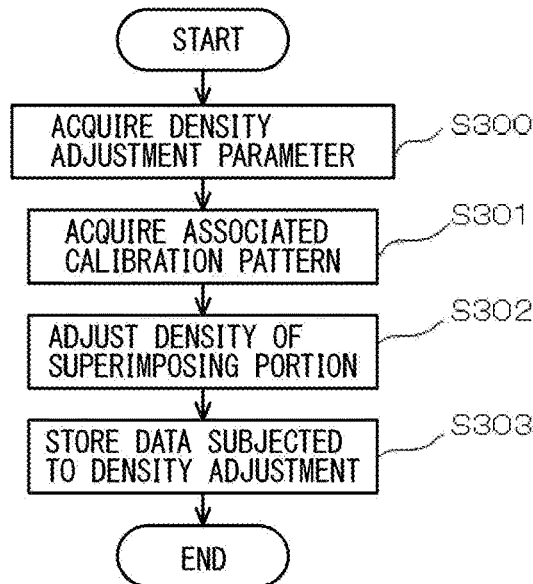 START
ACQUIRE DENSITY
ADJUSTMENT PARAMETER
S300
ACQUIRE ASSOCIATED
CALIBRATION PATTERN
S301
ADJUST DENSITY OF
SUPERIMPOSING PORTION
S302
STORE DATA SUBJECTED
TO DENSITY ADJUSTMENT
S303
END